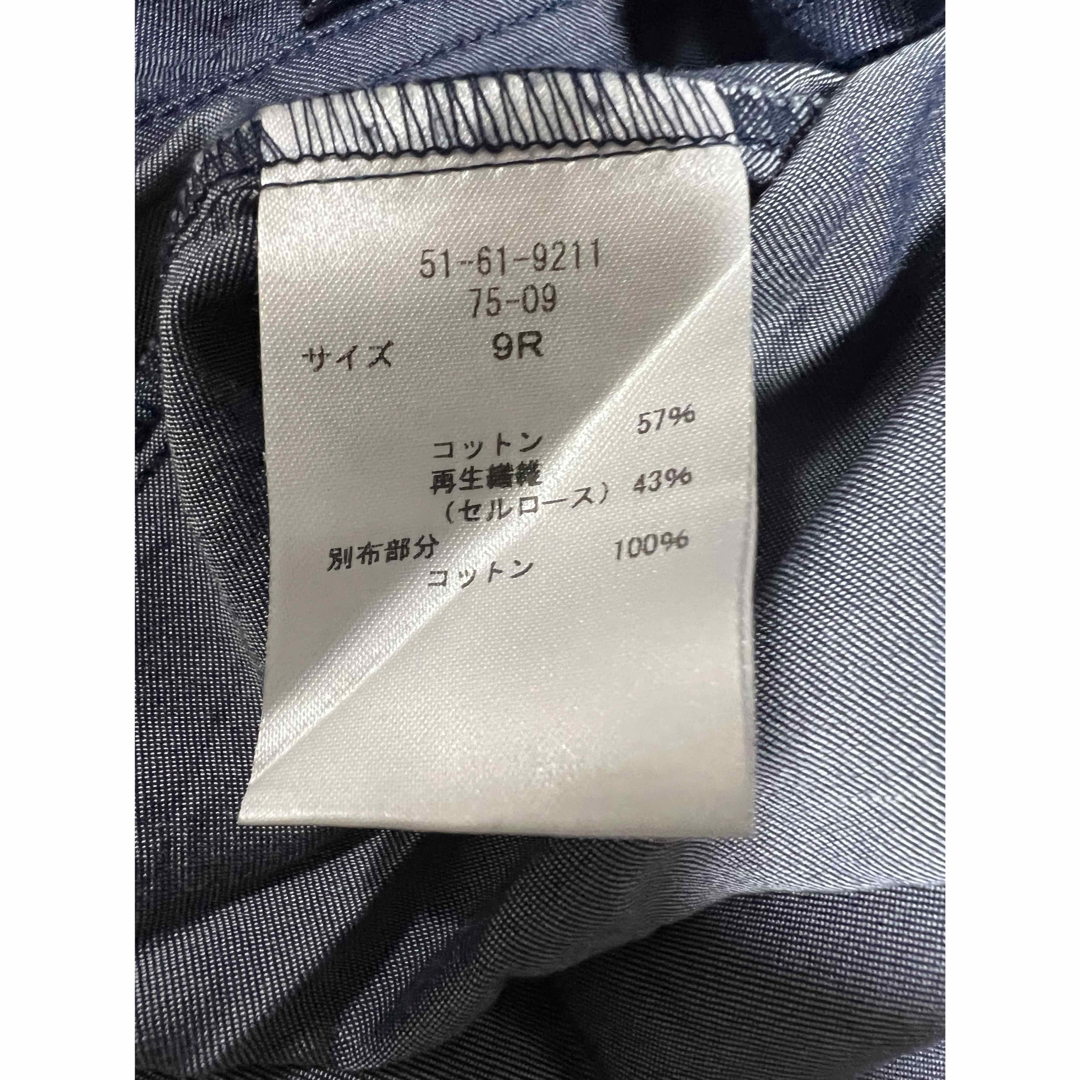 51-61-9211
75-09
サイズ 9R
コットン 57%
再生繊維
(セルロース) 43%
別布部分
コットン 100%